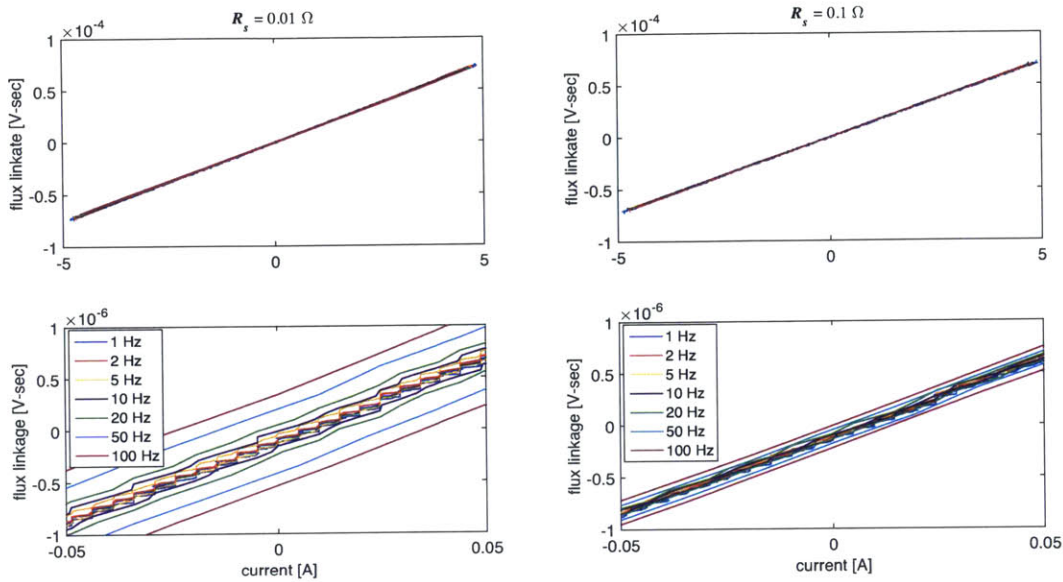 R_s = 0.01 Ω
×10^-4
1
0.5
0
-0.5
-1
flux linkate [V-sec]
-5
0
5
R_s = 0.1 Ω
×10^-4
1
0.5
0
-0.5
-1
flux linkate [V-sec]
-5
0
5
×10^-6
1
0.5
0
-0.5
-1
flux linkage [V-sec]
1 Hz
2 Hz
5 Hz
10 Hz
20 Hz
50 Hz
100 Hz
-0.05
0
0.05
current [A]
×10^-6
1
0.5
0
-0.5
-1
flux linkage [V-sec]
1 Hz
2 Hz
5 Hz
10 Hz
20 Hz
50 Hz
100 Hz
-0.05
0
0.05
current [A]